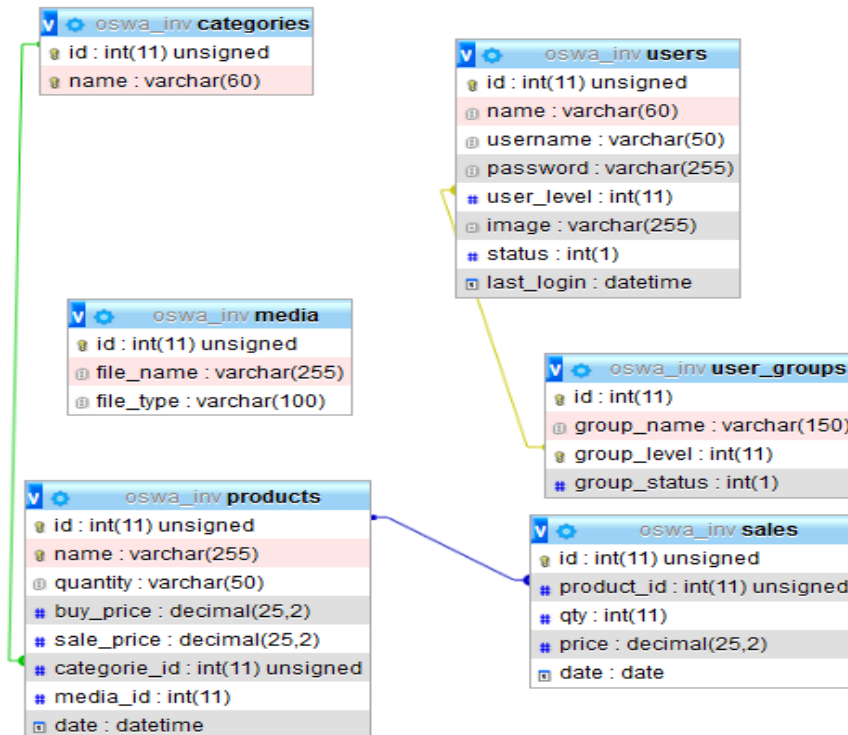 v oswa_inv categories
id : int(11) unsigned
name : varchar(60)
v oswa_inv users
id : int(11) unsigned
name : varchar(60)
username : varchar(50)
password : varchar(255)
# user_level : int(11)
image : varchar(255)
# status : int(1)
last_login : datetime
v oswa_inv media
id : int(11) unsigned
file_name : varchar(255)
file_type : varchar(100)
v oswa_inv user_groups
id : int(11)
group_name : varchar(150)
group_level : int(11)
# group_status : int(1)
v oswa_inv products
id : int(11) unsigned
name : varchar(255)
quantity : varchar(50)
# buy_price : decimal(25,2)
# sale_price : decimal(25,2)
# categorie_id : int(11) unsigned
# media_id : int(11)
date : datetime
v oswa_inv sales
id : int(11) unsigned
# product_id : int(11) unsigned
# qty : int(11)
# price : decimal(25,2)
date : date